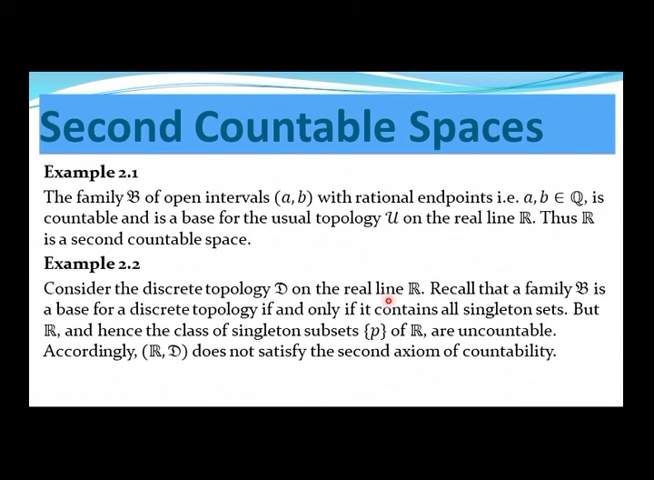 Second Countable Spaces
Example 2.1
The family 𝔅 of open intervals (a, b) with rational endpoints i.e. a, b ∈ ℚ, is
countable and is a base for the usual topology 𝒰 on the real line ℝ. Thus ℝ
is a second countable space.
Example 2.2
Consider the discrete topology 𝔇 on the real line ℝ. Recall that a family 𝔅 is
a base for a discrete topology if and only if it contains all singleton sets. But
ℝ, and hence the class of singleton subsets {p} of ℝ, are uncountable.
Accordingly, (ℝ, 𝔇) does not satisfy the second axiom of countability.